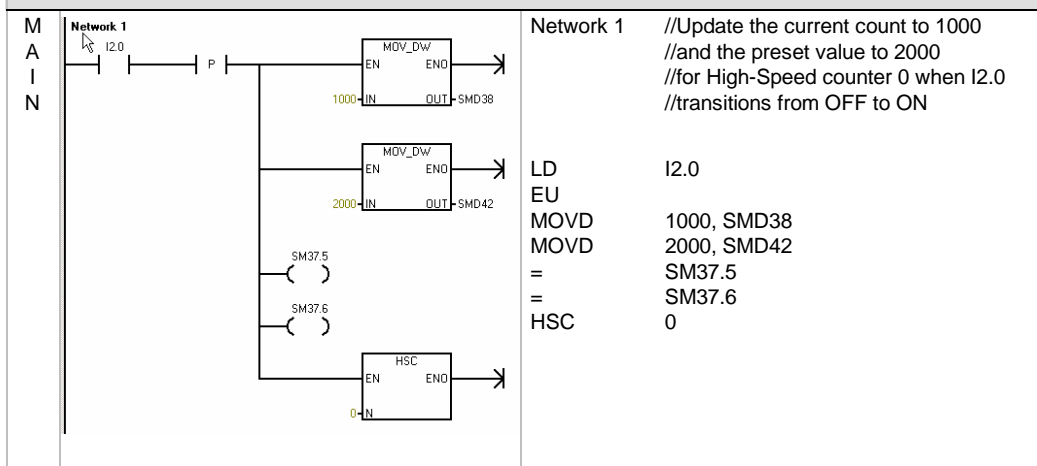 M
A
I
N
Network 1
I2.0
P
MOV_DW
EN ENO
1000 IN OUT SMD38
MOV_DW
EN ENO
2000 IN OUT SMD42
SM37.5
SM37.6
HSC
EN ENO
0 N
Network 1 //Update the current count to 1000
//and the preset value to 2000
//for High-Speed counter 0 when I2.0
//transitions from OFF to ON
LD I2.0
EU
MOVD 1000, SMD38
MOVD 2000, SMD42
= SM37.5
= SM37.6
HSC 0